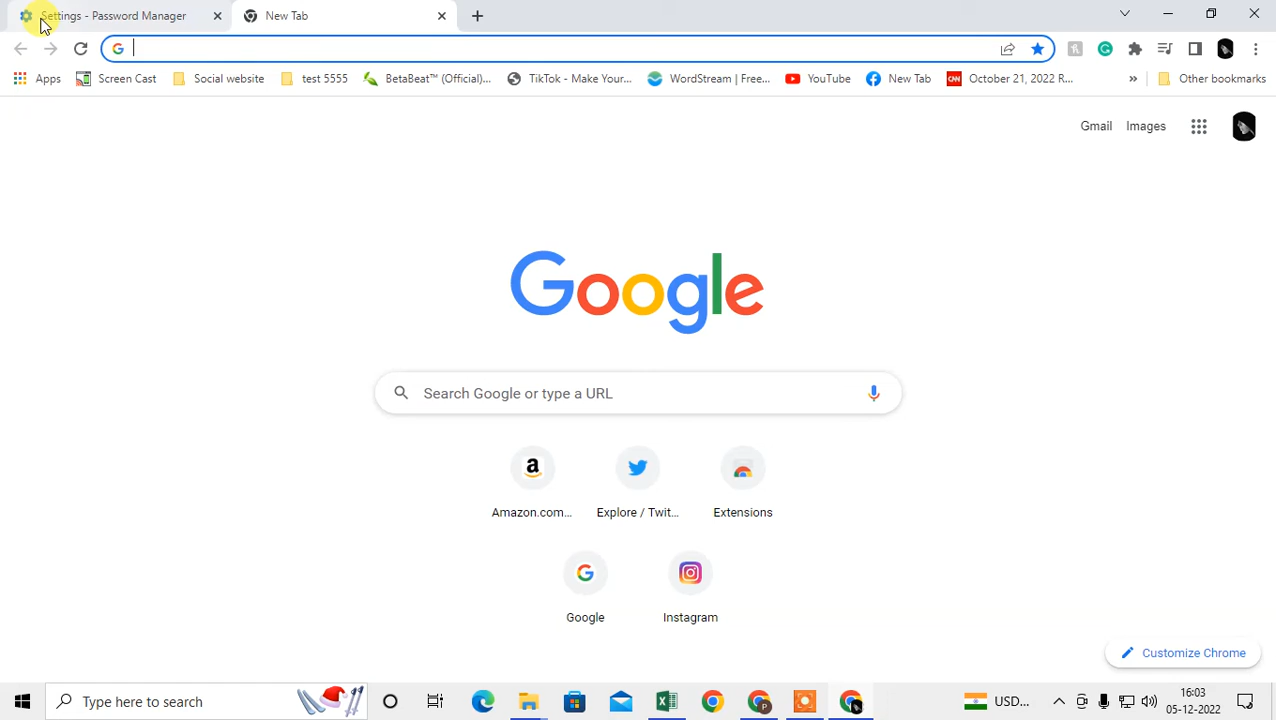 Settings - Password Manager
New Tab
Apps
Screen Cast
Social website
test 5555
BetaBeat™ (Official)...
TikTok - Make Your...
WordStream | Free...
YouTube
New Tab
CNN
October 21, 2022 R...
»
Other bookmarks
Gmail
Images
Google
Search Google or type a URL
Amazon.com...
Explore / Twit...
Extensions
Google
Instagram
Customize Chrome
Type here to search
USD...
16:03
05-12-2022